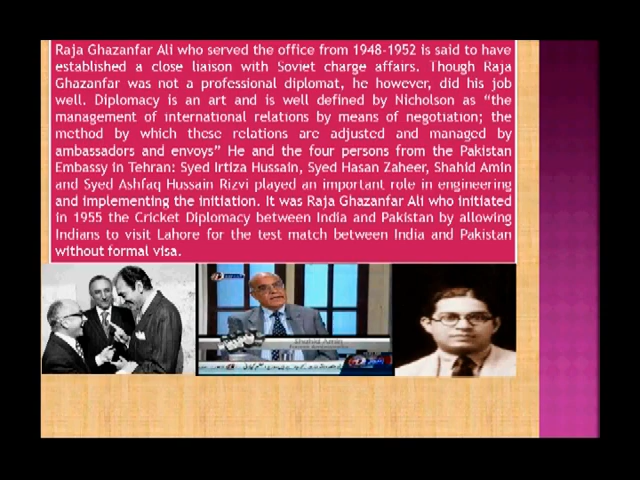 Raja Ghazanfar Ali who served the office from 1948-1952 is said to have
established a close liaison with Soviet charge affairs. Though Raja
Ghazanfar was not a professional diplomat, he however, did his job
well. Diplomacy is an art and is well defined by Nicholson as “the
management of international relations by means of negotiation; the
method by which these relations are adjusted and managed by
ambassadors and envoys” He and the four persons from the Pakistan
Embassy in Tehran: Syed Irtiza Hussain, Syed Hasan Zaheer, Shahid Amin
and Syed Ashfaq Hussain Rizvi played an important role in engineering
and implementing the initiation. It was Raja Ghazanfar Ali who initiated
in 1955 the Cricket Diplomacy between India and Pakistan by allowing
Indians to visit Lahore for the test match between India and Pakistan
without formal visa.
Shahid Amin